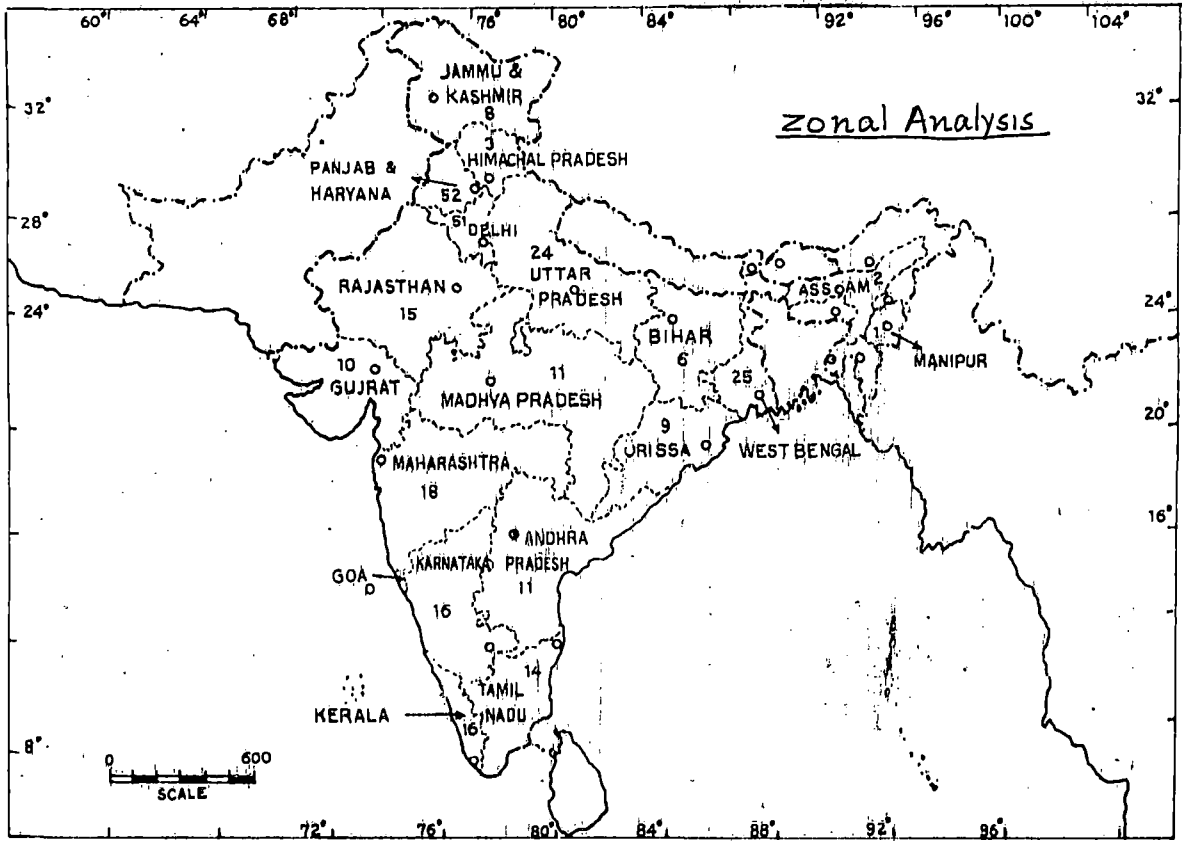 60° 64° 68° 76° 80° 84° 92° 96° 100° 104°
JAMMU &
KASHMIR
8
32° 32°
zonal Analysis
3
HIMACHAL PRADESH
PANJAB &
HARYANA
52
28° 28°
51
DELHI
24
UTTAR
PRADESH
RAJASTHAN
15
ASSAM 2
24° 24°
BIHAR
6
MANIPUR
10
GUJRAT
11
MADHYA PRADESH
25
20°
9
ORISSA
WEST BENGAL
MAHARASHTRA
18
16°
ANDHRA
PRADESH
11
KARNATAKA
GOA
16
14
TAMIL
NADU
KERALA
16
8°
0 600
SCALE
72° 76° 80° 84° 88° 92° 96°